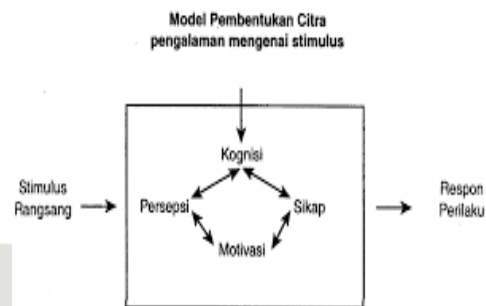 Model Pembentukan Citra
pengalaman mengenai stimulus
Kognisi
Stimulus
Rangsang
Persepsi
Sikap
Respon
Perilaku
Motivasi